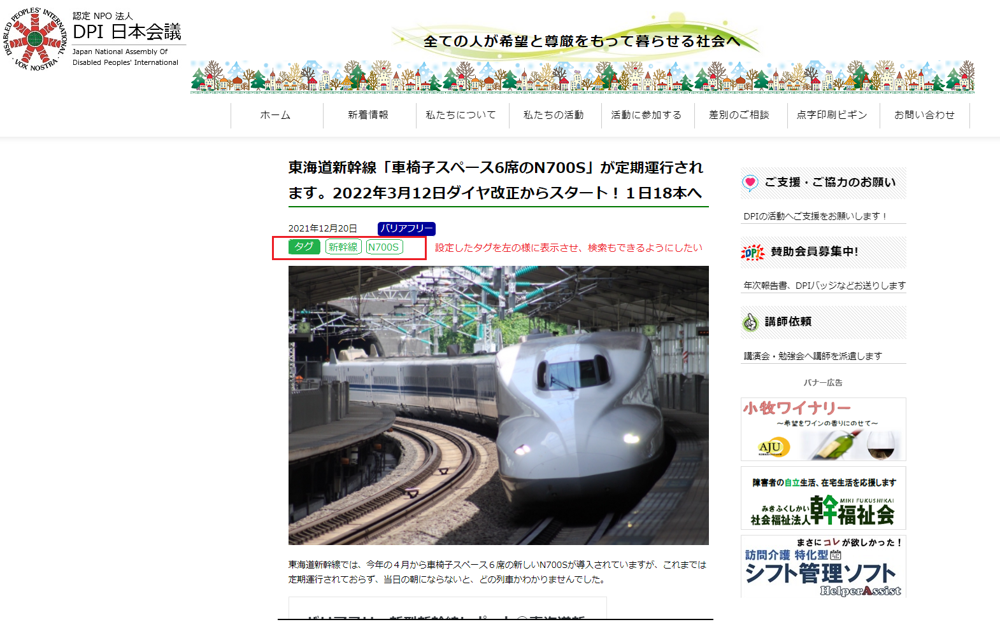 DISABLED PEOPLES' INTERNATIONAL
· VOX NOSTRA ·
認定 NPO 法人
DPI 日本会議
Japan National Assembly Of
Disabled Peoples' International
全ての人が希望と尊厳をもって暮らせる社会へ
ホーム
新着情報
私たちについて
私たちの活動
活動に参加する
差別のご相談
点字印刷ビギン
お問い合わせ
東海道新幹線「車椅子スペース6席のN700S」が定期運行され
ます。2022年3月12日ダイヤ改正からスタート！１日18本へ
2021年12月20日 バリアフリー
タグ 新幹線 N700S 設定したタグを左の様に表示させ、検索もできるようにしたい
東海道新幹線では、今年の４月から車椅子スペース６席の新しいN700Sが導入されていますが、これまでは
定期運行されておらず、当日の朝にならないと、どの列車かわかりませんでした。
ご支援・ご協力のお願い
DPIの活動へご支援をお願いします！
DPI
賛助会員募集中!
年次報告書、DPIバッジなどお送りします
講師依頼
講演会・勉強会へ講師を派遣します
バナー広告
小牧ワイナリー
～希望をワインの香りにのせて～
AJU
障害者の自立生活、在宅生活を応援します
MIKI FUKUSHIKAI
みきふくしかい
社会福祉法人幹福祉会
まさにコレが欲しかった！
訪問介護 特化型
シフト管理ソフト
HelperAssist